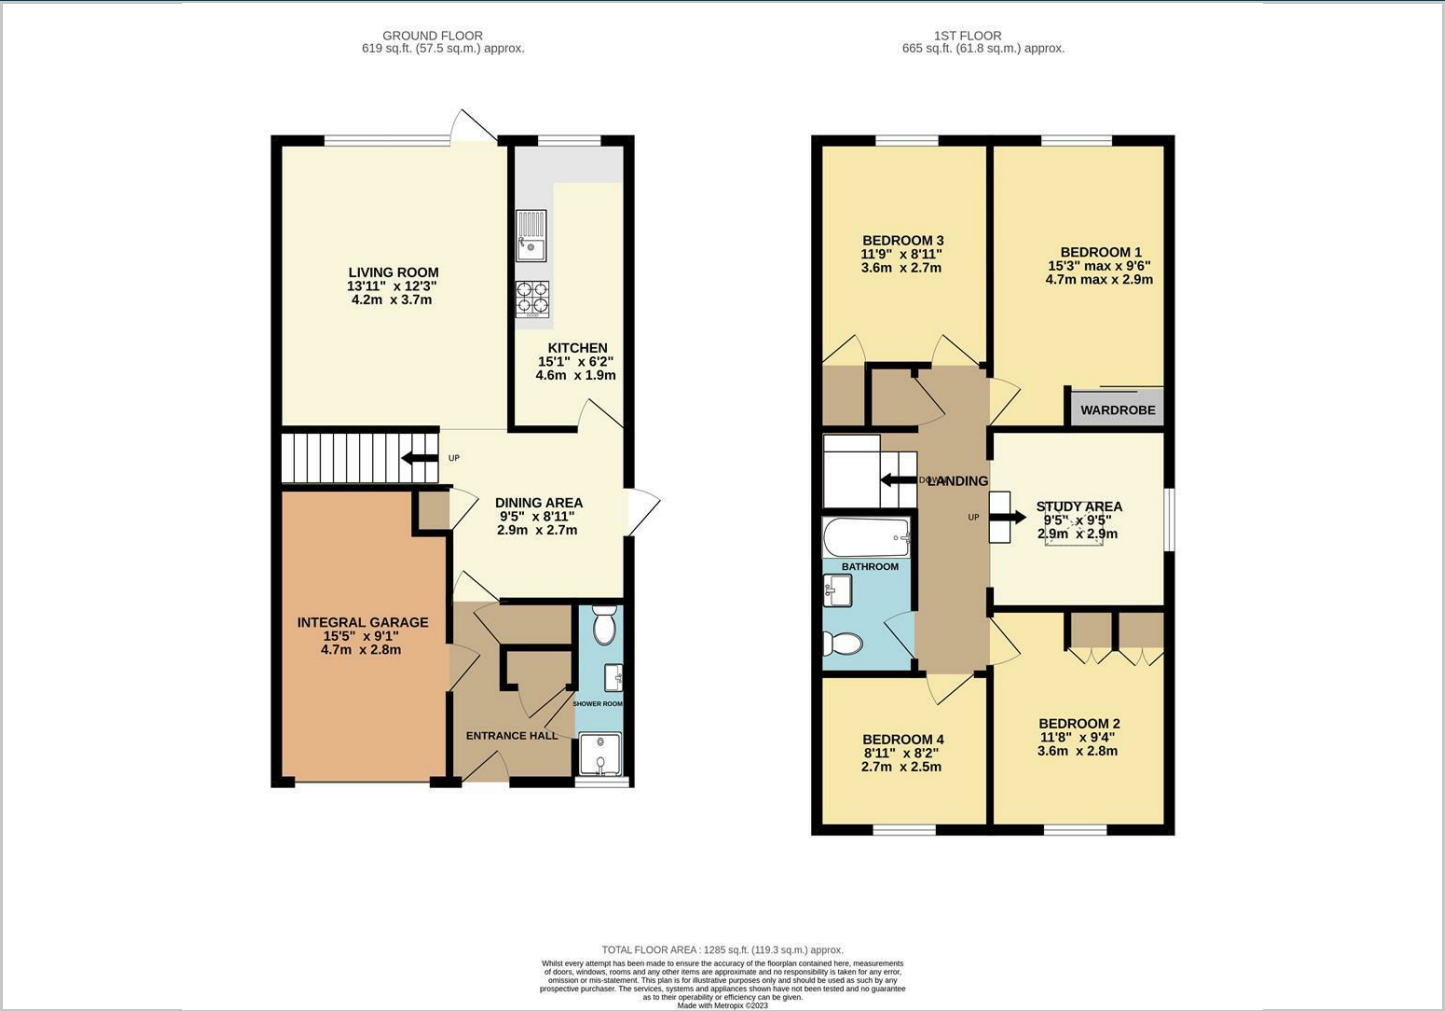 GROUND FLOOR
619 sq.ft. (57.5 sq.m.) approx.
1ST FLOOR
665 sq.ft. (61.8 sq.m.) approx.
LIVING ROOM
13'11" x 12'3"
4.2m x 3.7m
KITCHEN
15'1" x 6'2"
4.6m x 1.9m
UP
DINING AREA
9'5" x 8'11"
2.9m x 2.7m
INTEGRAL GARAGE
15'5" x 9'1"
4.7m x 2.8m
SHOWER ROOM
ENTRANCE HALL
BEDROOM 3
11'9" x 8'11"
3.6m x 2.7m
BEDROOM 1
15'3" max x 9'6"
4.7m max x 2.9m
WARDROBE
DOWN
LANDING
UP
STUDY AREA
9'5" x 9'5"
2.9m x 2.9m
BATHROOM
BEDROOM 4
8'11" x 8'2"
2.7m x 2.5m
BEDROOM 2
11'8" x 9'4"
3.6m x 2.8m
TOTAL FLOOR AREA : 1285 sq.ft. (119.3 sq.m.) approx.
Whilst every attempt has been made to ensure the accuracy of the floorplan contained here, measurements
of doors, windows, rooms and any other items are approximate and no responsibility is taken for any error,
omission or mis-statement. This plan is for illustrative purposes only and should be used as such by any
prospective purchaser. The services, systems and appliances shown have not been tested and no guarantee
as to their operability or efficiency can be given.
Made with Metropix ©2023